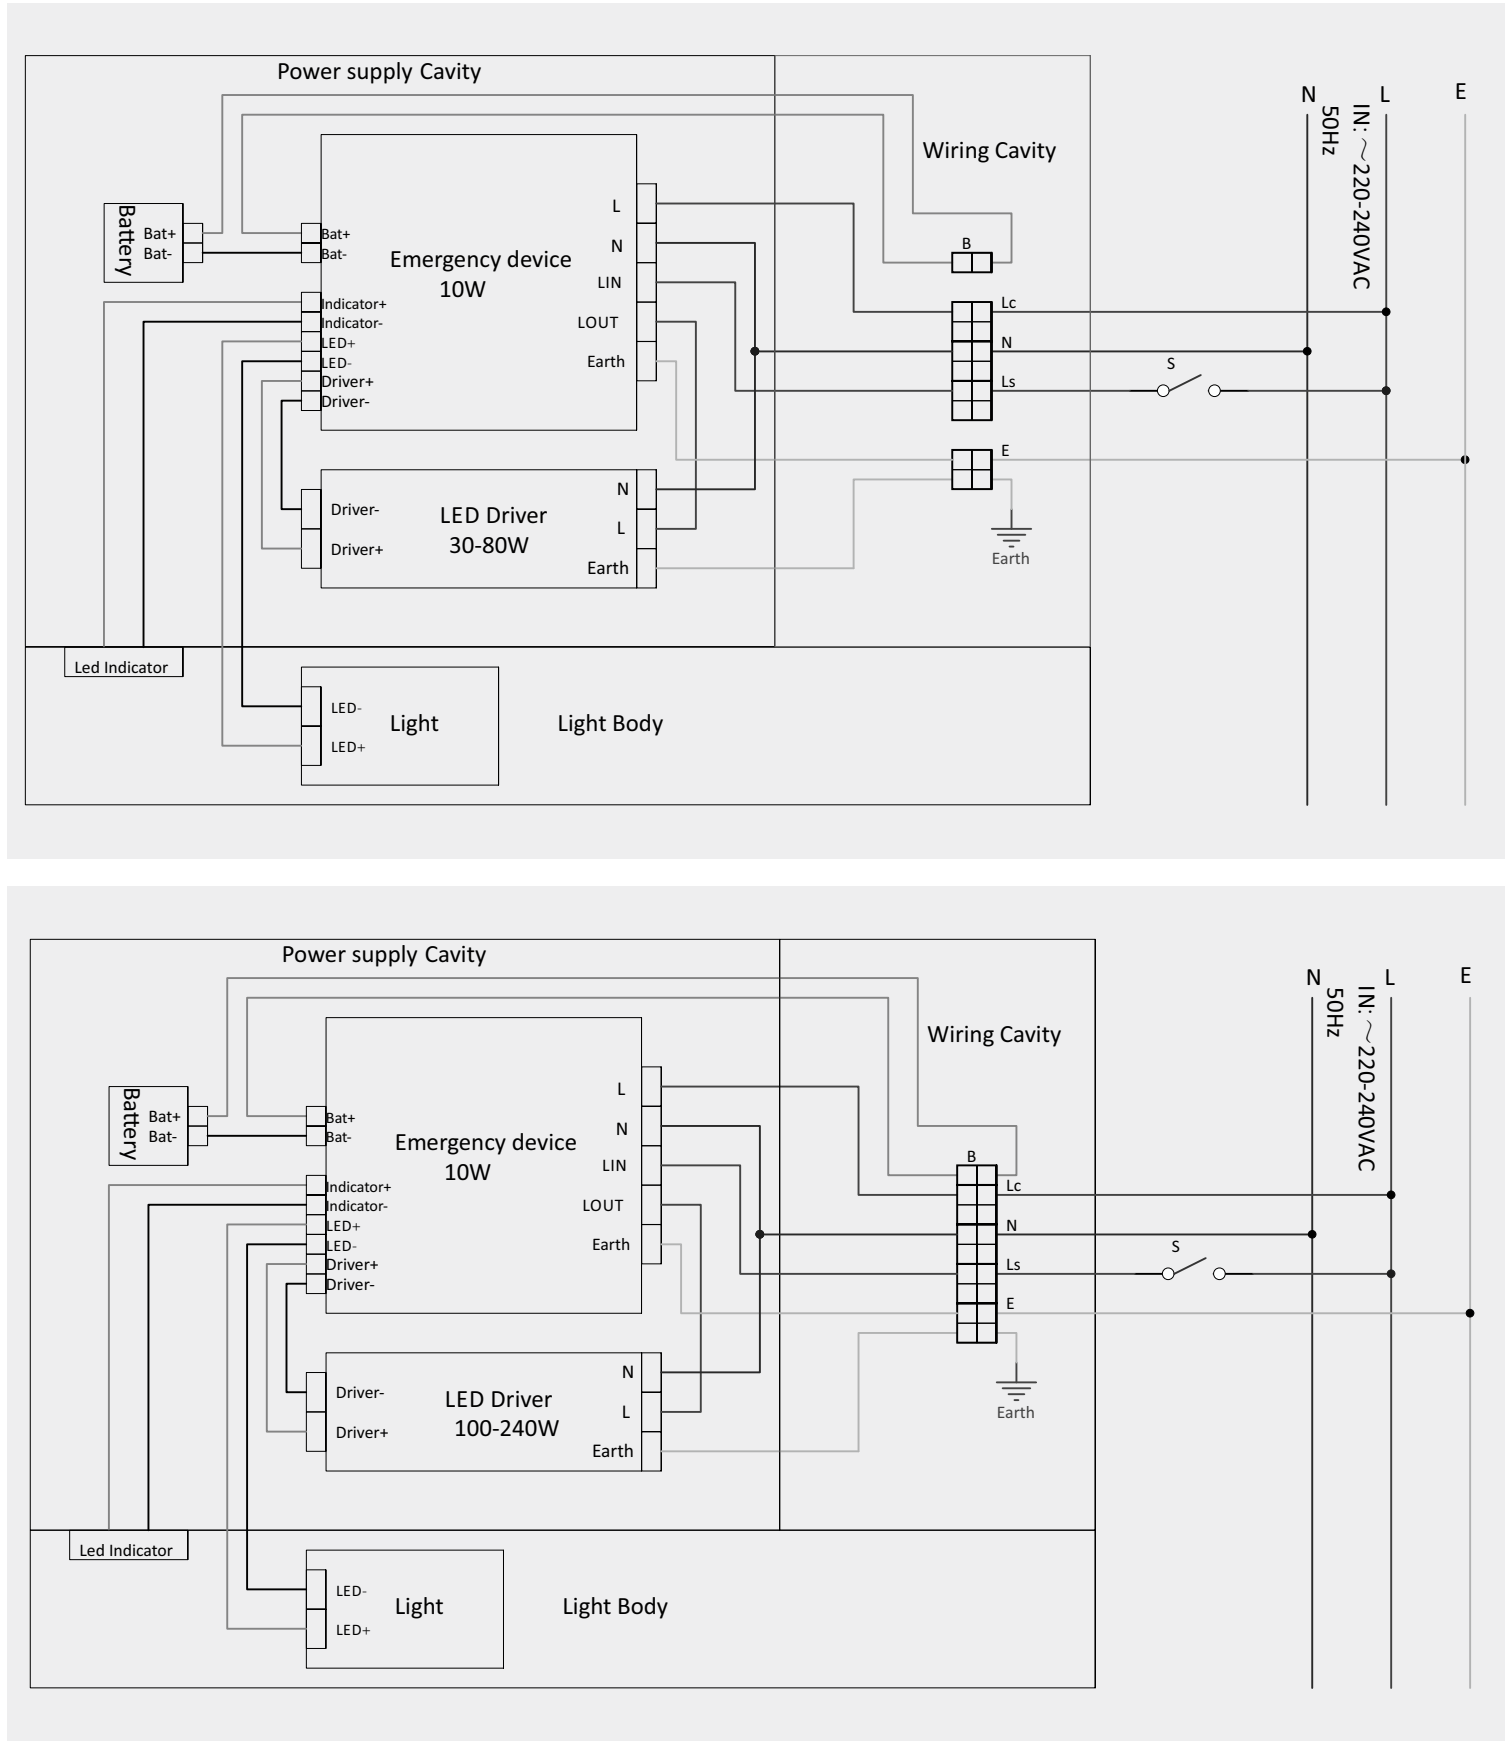 Power supply Cavity
N
L
E
50Hz
IN: ～220-240VAC
Wiring Cavity
Battery
Bat+
Bat-
Bat+
Bat-
Emergency device
10W
L
N
LIN
LOUT
Earth
B
Indicator+
Indicator-
LED+
LED-
Driver+
Driver-
Lc
N
Ls
S
E
Earth
LED Driver
30-80W
Driver-
Driver+
N
L
Earth
Led Indicator
LED-
LED+
Light
Light Body
Power supply Cavity
N
L
E
50Hz
IN: ～220-240VAC
Wiring Cavity
Battery
Bat+
Bat-
Bat+
Bat-
Emergency device
10W
L
N
LIN
LOUT
Earth
B
Indicator+
Indicator-
LED+
LED-
Driver+
Driver-
Lc
N
Ls
S
E
Earth
LED Driver
100-240W
Driver-
Driver+
N
L
Earth
Led Indicator
LED-
LED+
Light
Light Body